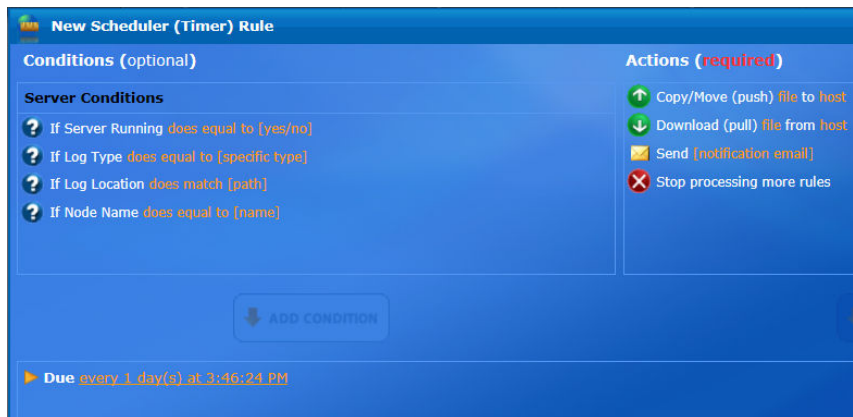 New Scheduler (Timer) Rule
Conditions (optional)
Server Conditions
If Server Running does equal to [yes/no]
If Log Type does equal to [specific type]
If Log Location does match [path]
If Node Name does equal to [name]
ADD CONDITION
Actions (required)
Copy/Move (push) file to host
Download (pull) file from host
Send [notification email]
Stop processing more rules
Due every 1 day(s) at 3:46:24 PM